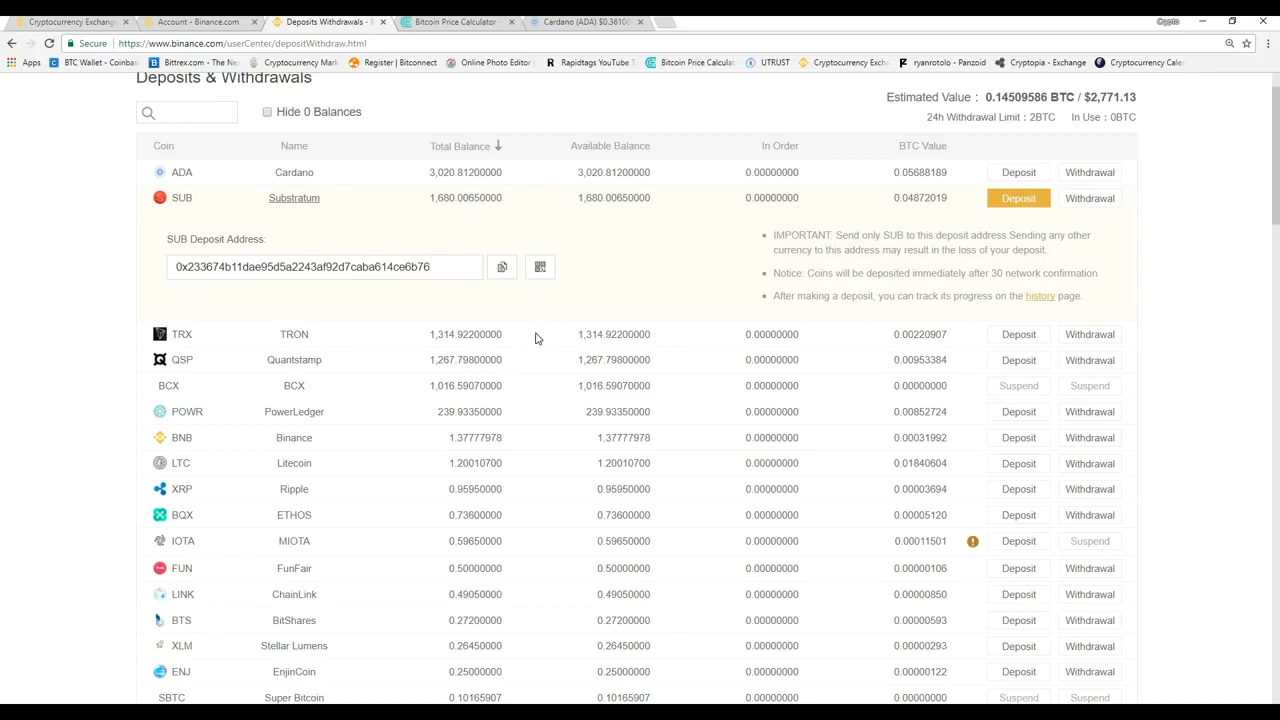 Cryptocurrency Exchang
Account - Binance.com
Deposits Withdrawals -
Bitcoin Price Calculator -
Cardano (ADA) $0.36100
Crypto
Secure
https://www.binance.com/userCenter/depositWithdraw.html
Apps
BTC Wallet - Coinbas
Bittrex.com - The Ne
Cryptocurrency Mark
Register | Bitconnect
Online Photo Editor |
Rapidtags YouTube T
Bitcoin Price Calculat
UTRUST
Cryptocurrency Exch
ryanrotolo - Panzoid
Cryptopia - Exchange
Cryptocurrency Cale
Deposits & Withdrawals
Estimated Value : 0.14509586 BTC / $2,771.13
Hide 0 Balances
24h Withdrawal Limit : 2BTC In Use : 0BTC
Coin Name Total Balance Available Balance In Order BTC Value
ADA Cardano 3,020.81200000 3,020.81200000 0.00000000 0.05688189 Deposit Withdrawal
SUB Substratum 1,680.00650000 1,680.00650000 0.00000000 0.04872019 Deposit Withdrawal
SUB Deposit Address:
0x233674b11dae95d5a2243af92d7caba614ce6b76
IMPORTANT: Send only SUB to this deposit address.Sending any other
currency to this address may result in the loss of your deposit.
Notice: Coins will be deposited immediately after 30 network confirmation
After making a deposit, you can track its progress on the history page.
TRX TRON 1,314.92200000 1,314.92200000 0.00000000 0.00220907 Deposit Withdrawal
QSP Quantstamp 1,267.79800000 1,267.79800000 0.00000000 0.00953384 Deposit Withdrawal
BCX BCX 1,016.59070000 1,016.59070000 0.00000000 0.00000000 Suspend Suspend
POWR PowerLedger 239.93350000 239.93350000 0.00000000 0.00852724 Deposit Withdrawal
BNB Binance 1.37777978 1.37777978 0.00000000 0.00031992 Deposit Withdrawal
LTC Litecoin 1.20010700 1.20010700 0.00000000 0.01840604 Deposit Withdrawal
XRP Ripple 0.95950000 0.95950000 0.00000000 0.00003694 Deposit Withdrawal
BQX ETHOS 0.73600000 0.73600000 0.00000000 0.00005120 Deposit Withdrawal
IOTA MIOTA 0.59650000 0.59650000 0.00000000 0.00011501 Deposit Suspend
FUN FunFair 0.50000000 0.50000000 0.00000000 0.00000106 Deposit Withdrawal
LINK ChainLink 0.49050000 0.49050000 0.00000000 0.00000850 Deposit Withdrawal
BTS BitShares 0.27200000 0.27200000 0.00000000 0.00000593 Deposit Withdrawal
XLM Stellar Lumens 0.26450000 0.26450000 0.00000000 0.00000293 Deposit Withdrawal
ENJ EnjinCoin 0.25000000 0.25000000 0.00000000 0.00000122 Deposit Withdrawal
SBTC Super Bitcoin 0.10165907 0.10165907 0.00000000 0.00000000 Suspend Suspend